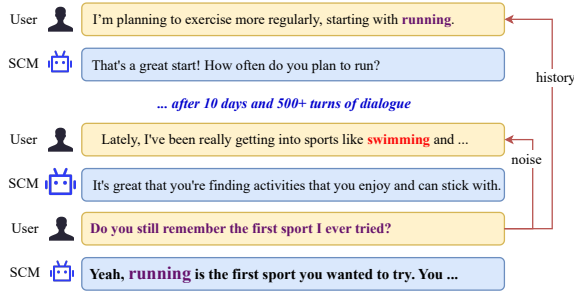 User I'm planning to exercise more regularly, starting with running.
SCM That's a great start! How often do you plan to run?
history
... after 10 days and 500+ turns of dialogue
User Lately, I've been really getting into sports like swimming and ...
noise
SCM It's great that you're finding activities that you enjoy and can stick with.
User Do you still remember the first sport I ever tried?
SCM Yeah, running is the first sport you wanted to try. You ...